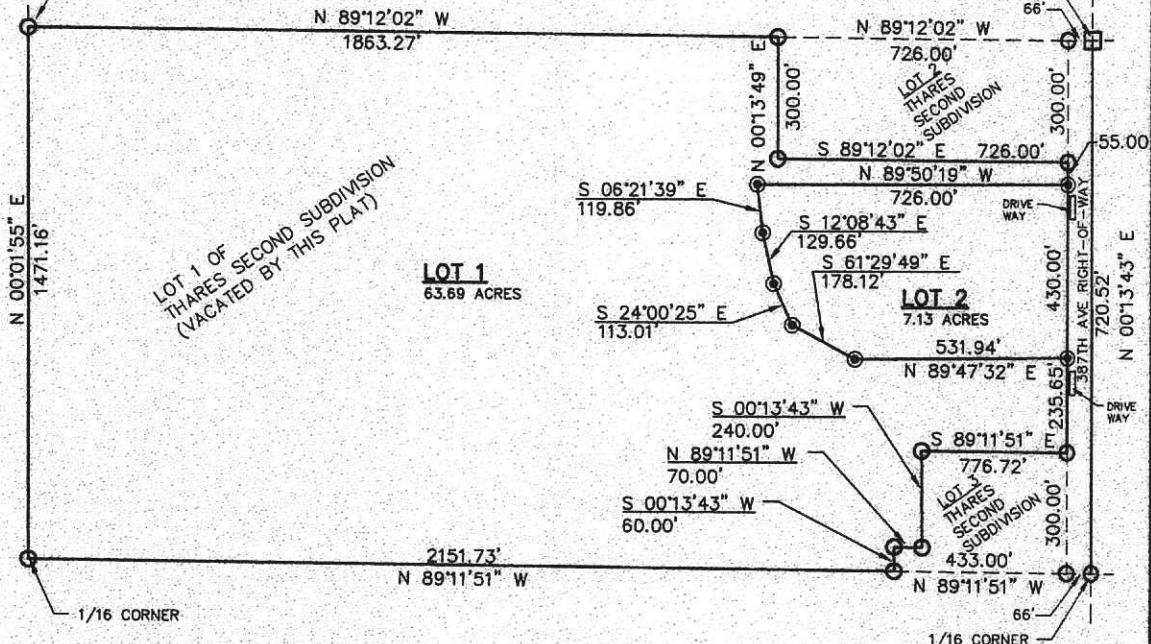 N 89°12'02" W
1863.27'
N 89°12'02" W
726.00'
66'
LOT 2
THARES
SECOND
SUBDIVISION
N 00°13'49" E
300.00'
300.00'
S 89°12'02" E 726.00'
55.00
N 89°50'19" W
726.00'
DRIVE
WAY
S 06°21'39" E
119.86'
S 12°08'43" E
129.66'
S 61°29'49" E
178.12'
S 24°00'25" E
113.01'
N 00°01'55" E
1471.16'
LOT 1 OF
THARES SECOND SUBDIVISION
(VACATED BY THIS PLAT)
LOT 1
63.69 ACRES
LOT 2
7.13 ACRES
430.00'
387TH AVE RIGHT-OF-WAY
720.52'
N 00°13'43" E
531.94'
N 89°47'32" E
235.65'
DRIVE
WAY
S 00°13'43" W
240.00'
S 89°11'51" E
776.72'
N 89°11'51" W
70.00'
S 00°13'43" W
60.00'
LOT 3
THARES
SECOND
SUBDIVISION
300.00'
2151.73'
N 89°11'51" W
433.00'
N 89°11'51" W
66'
1/16 CORNER
1/16 CORNER